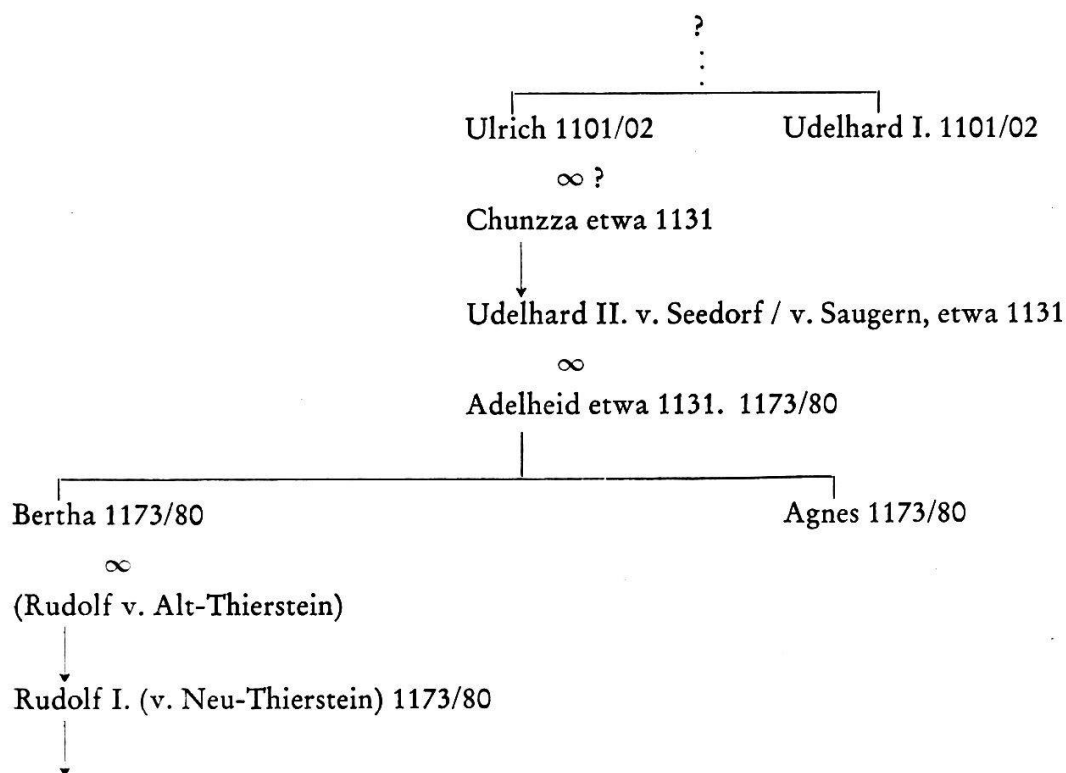 ?
Ulrich 1101/02 Udelhard I. 1101/02
∞ ?
Chunzza etwa 1131
Udelhard II. v. Seedorf / v. Saugern, etwa 1131
∞
Adelheid etwa 1131. 1173/80
Bertha 1173/80 Agnes 1173/80
∞
(Rudolf v. Alt-Thierstein)
Rudolf I. (v. Neu-Thierstein) 1173/80